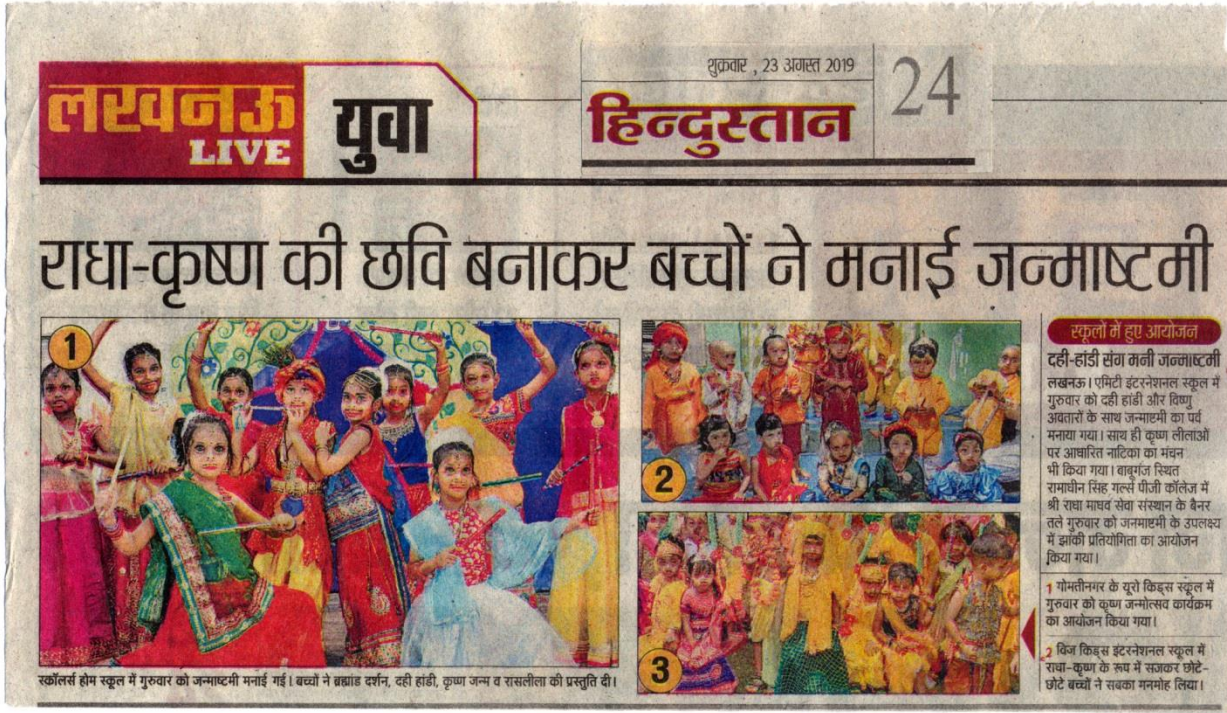 लखनऊ
LIVE
युवा
शुक्रवार , 23 अगस्त 2019
हिन्दुस्तान
24
राधा-कृष्ण की छवि बनाकर बच्चों ने मनाई जन्माष्टमी
1
2
3
स्कॉलर्स होम स्कूल में गुरुवार को जन्माष्टमी मनाई गई। बच्चों ने ब्रह्मांड दर्शन, दही हांडी, कृष्ण जन्म व रासलीला की प्रस्तुति दी।
स्कूलों में हुए आयोजन
दही-हांडी संग मनी जन्माष्टमी
लखनऊ। एमिटी इंटरनेशनल स्कूल में
गुरुवार को दही हांडी और विष्णु
अवतारों के साथ जन्माष्टमी का पर्व
मनाया गया। साथ ही कृष्ण लीलाओं
पर आधारित नाटिका का मंचन
भी किया गया। बाबूगंज स्थित
रामाधीन सिंह गर्ल्स पीजी कॉलेज में
श्री राधा माधव सेवा संस्थान के बैनर
तले गुरुवार को जनमाष्टमी के उपलक्ष्य
में झांकी प्रतियोगिता का आयोजन
किया गया।
1 गोमतीनगर के यूरो किड्स स्कूल में
गुरुवार को कृष्ण जन्मोत्सव कार्यक्रम
का आयोजन किया गया।
2 विज किड्स इंटरनेशनल स्कूल में
राधा-कृष्ण के रूप में सजकर छोटे-
छोटे बच्चों ने सबका मनमोह लिया।